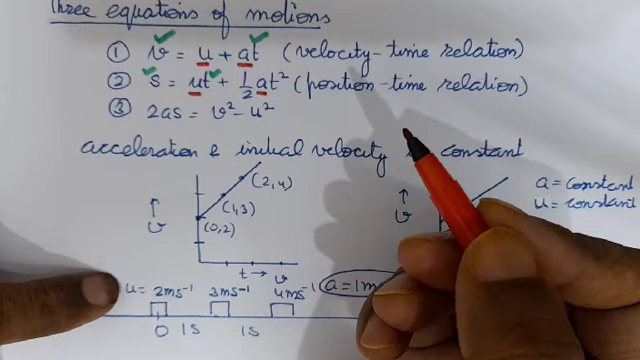 Three equations of motions
① v = u + at (velocity-time relation)
② s = ut + 1/2 at² (position-time relation)
③ 2as = v² - u²
acceleration & initial velocity is constant
↑
v
(2,4)
(1,3)
(0,2)
t →
↑
v
a = constant
u = constant
u = 2ms⁻¹ 3ms⁻¹ v 4ms⁻¹ a = 1m
0 1s 1s